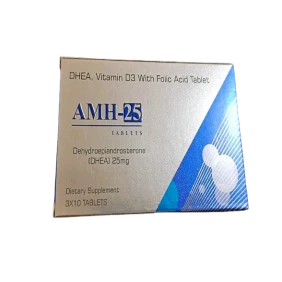 DHEA, Vitamin D3 With Folic Acid Tablet
AMH-25
TABLETS
Dehydroepiandrosterone
(DHEA) 25mg
Dietary Supplement
3X10 TABLETS